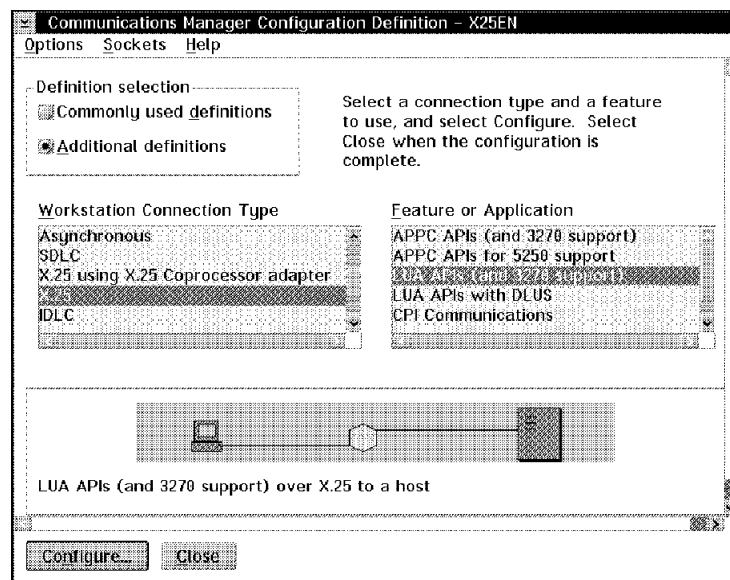 Communications Manager Configuration Definition - X25EN
Options Sockets Help
Definition selection
Commonly used definitions
Additional definitions
Select a connection type and a feature
to use, and select Configure. Select
Close when the configuration is
complete.
Workstation Connection Type
Asynchronous
SDLC
X.25 using X.25 Coprocessor adapter
X.25
IDLC
Feature or Application
APPC APIs (and 3270 support)
APPC APIs for 5250 support
LUA APIs (and 3270 support)
LUA APIs with DLUS
CPI Communications
LUA APIs (and 3270 support) over X.25 to a host
Configure...
Close